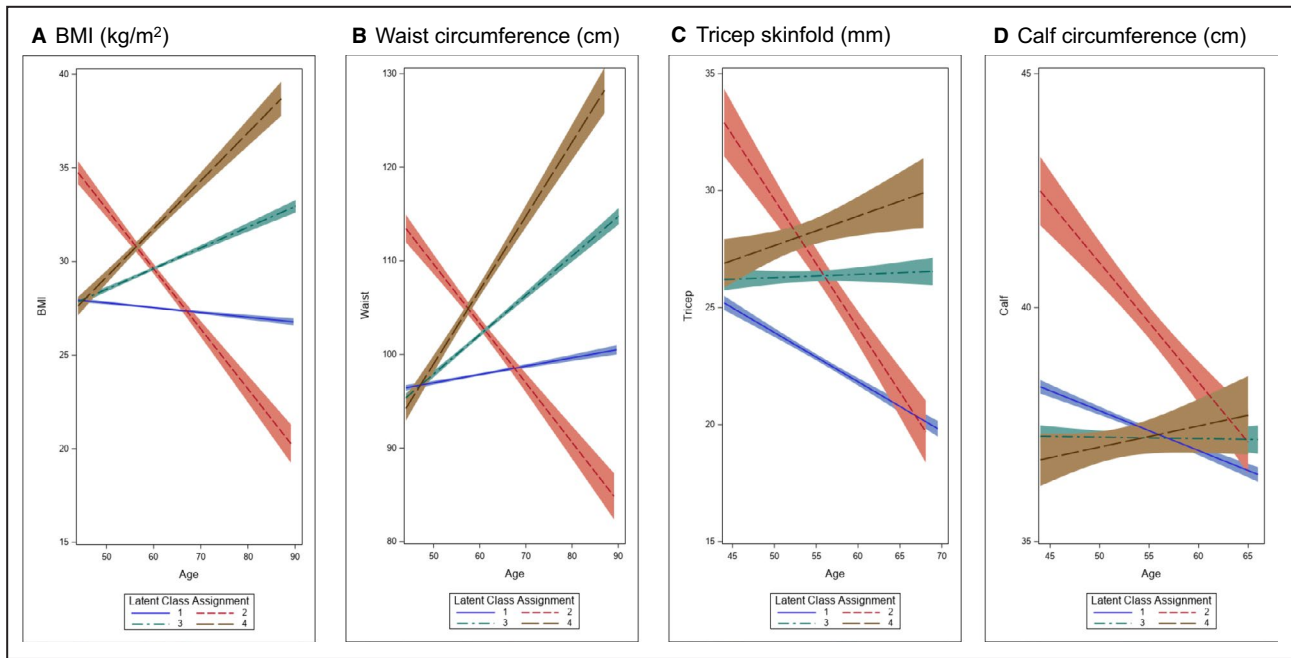 A BMI (kg/m²)
B Waist circumference (cm)
C Tricep skinfold (mm)
D Calf circumference (cm)
40
35
30
25
20
15
BMI
50 60 70 80 90
Age
Latent Class Assignment
1 2
3 4
130
120
110
100
90
80
Waist
50 60 70 80 90
Age
Latent Class Assignment
1 2
3 4
35
30
25
20
15
Tricep
45 50 55 60 65 70
Age
Latent Class Assignment
1 2
3 4
45
40
35
Calf
45 50 55 60 65
Age
Latent Class Assignment
1 2
3 4